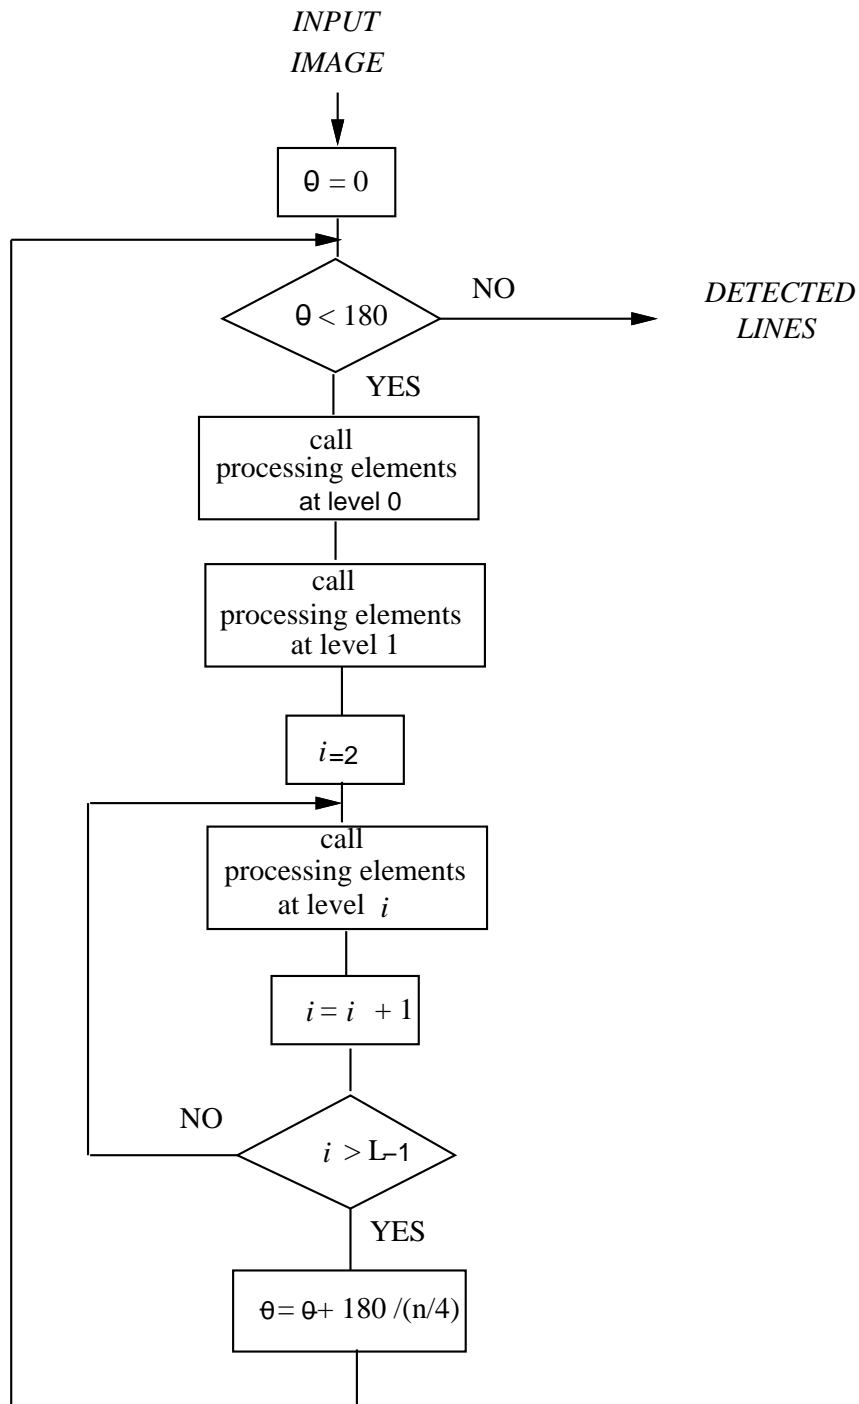 INPUT
IMAGE
θ = 0
θ < 180
NO
DETECTED
LINES
YES
call
processing elements
at level 0
call
processing elements
at level 1
i=2
call
processing elements
at level i
i = i + 1
NO
i > L-1
YES
θ = θ + 180 /(n/4)